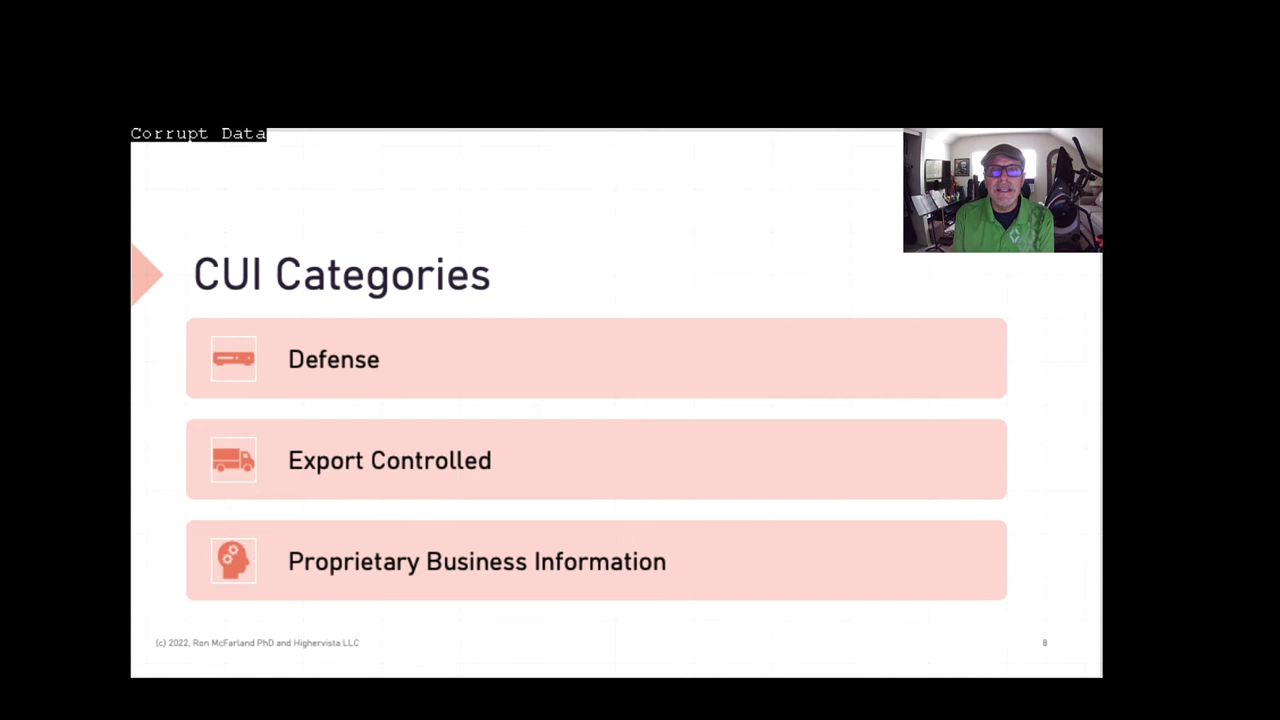 Corrupt Data
CUI Categories
Defense
Export Controlled
Proprietary Business Information
(c) 2022, Ron McFarland PhD and Highervista LLC
8